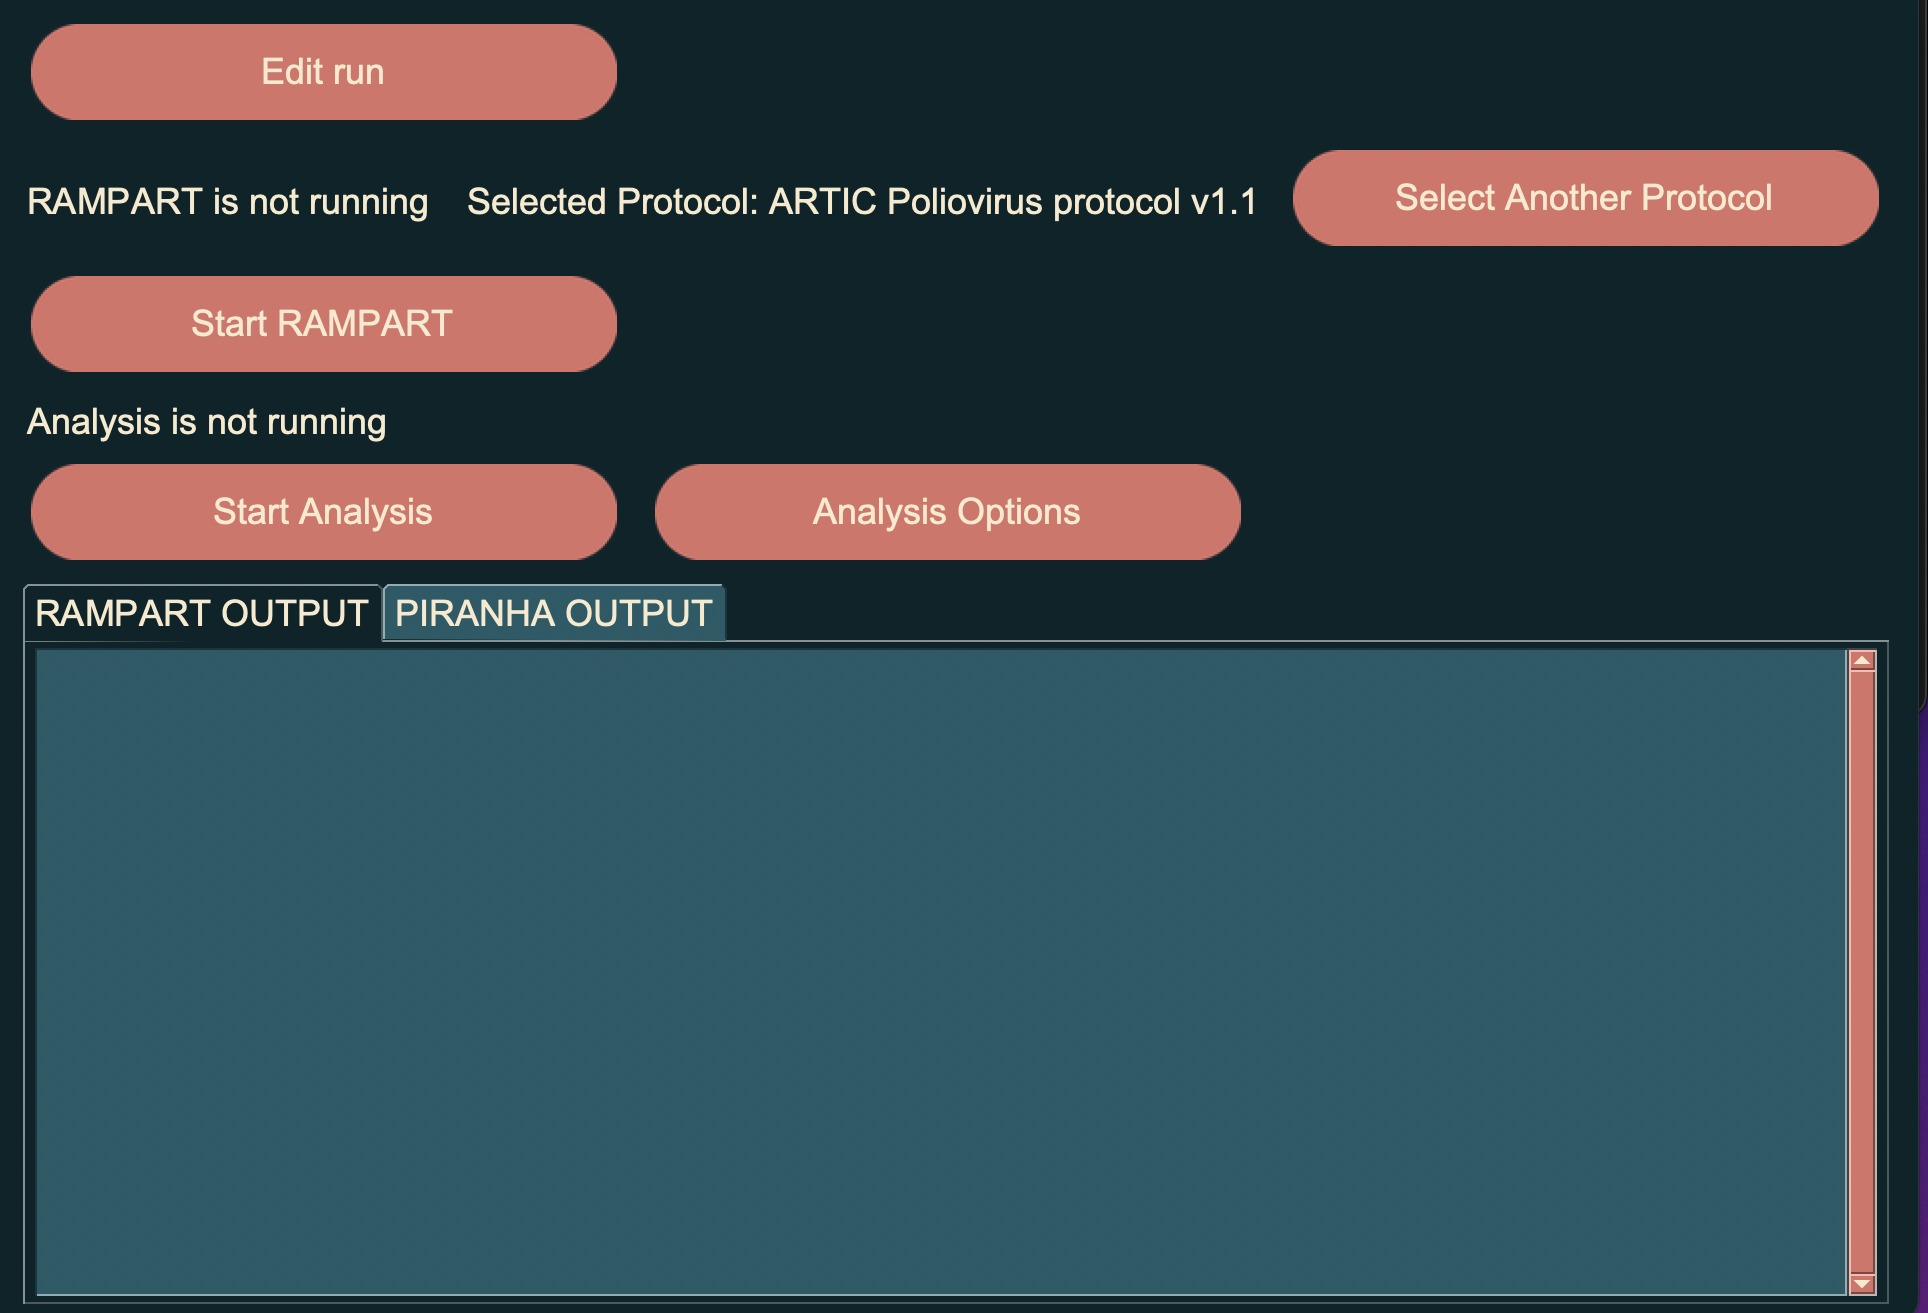 Edit run
RAMPART is not running
Selected Protocol: ARTIC Poliovirus protocol v1.1
Select Another Protocol
Start RAMPART
Analysis is not running
Start Analysis
Analysis Options
RAMPART OUTPUT
PIRANHA OUTPUT